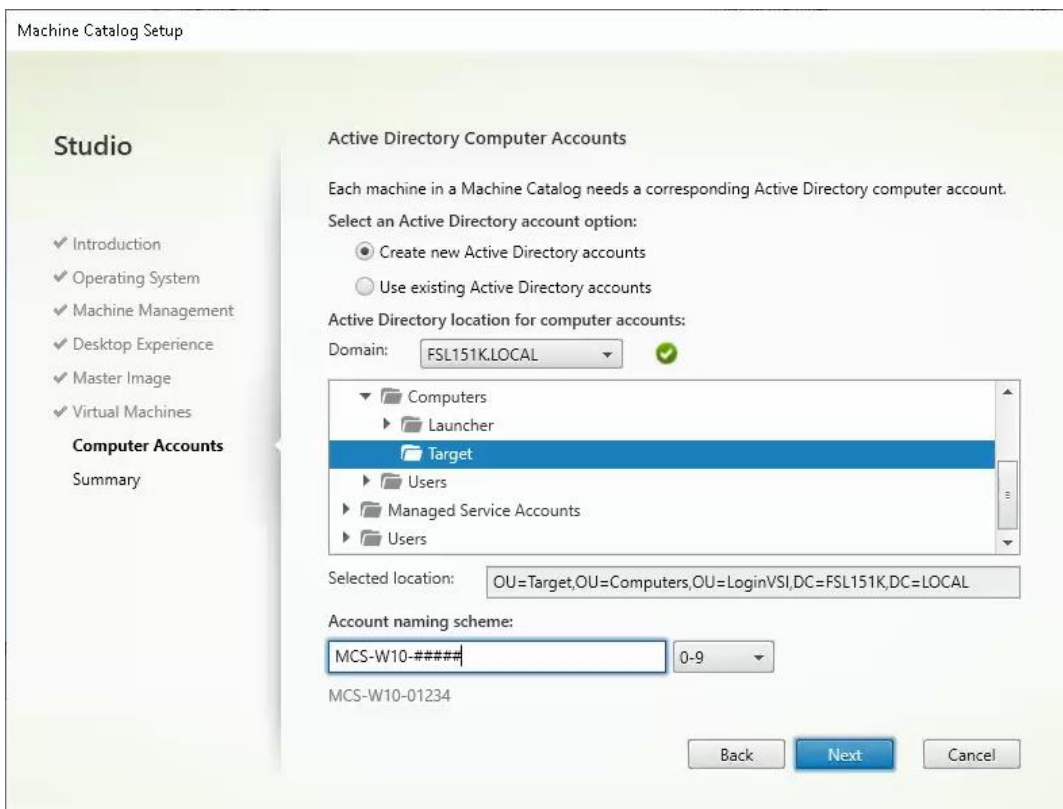 Machine Catalog Setup
Studio
Introduction
Operating System
Machine Management
Desktop Experience
Master Image
Virtual Machines
Computer Accounts
Summary
Active Directory Computer Accounts
Each machine in a Machine Catalog needs a corresponding Active Directory computer account.
Select an Active Directory account option:
Create new Active Directory accounts
Use existing Active Directory accounts
Active Directory location for computer accounts:
Domain: FSL151K.LOCAL
Computers
Launcher
Target
Users
Managed Service Accounts
Users
Selected location: OU=Target,OU=Computers,OU=LoginVSI,DC=FSL151K,DC=LOCAL
Account naming scheme:
MCS-W10-##### 0-9
MCS-W10-01234
Back Next Cancel